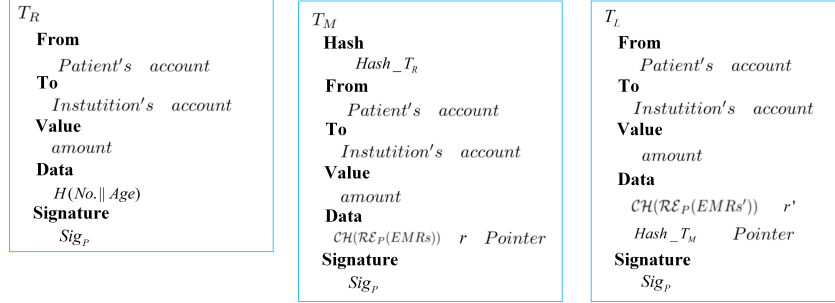 T_R
From
Patient's account
To
Instutition's account
Value
amount
Data
H(No.|| Age)
Signature
Sig_P
T_M
Hash
Hash_T_R
From
Patient's account
To
Instutition's account
Value
amount
Data
𝒞ℋ(ℛℰ_P(EMRs)) r Pointer
Signature
Sig_P
T_L
From
Patient's account
To
Instutition's account
Value
amount
Data
𝒞ℋ(ℛℰ_P(EMRs′)) r'
Hash_T_M Pointer
Signature
Sig_P